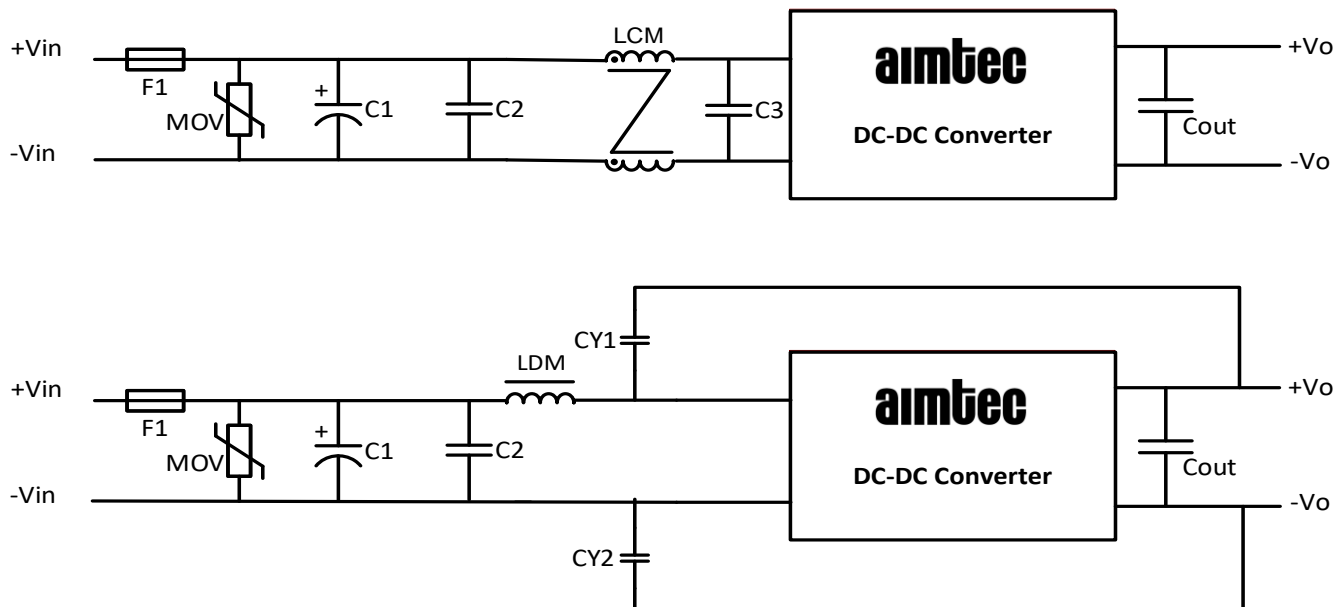 LCM
+Vin
+Vo
F1
+
C1
C2
C3
MOV
aimtec
DC-DC Converter
Cout
-Vin
-Vo
CY1
LDM
+Vin
+Vo
F1
+
C1
C2
MOV
aimtec
DC-DC Converter
Cout
-Vin
-Vo
CY2